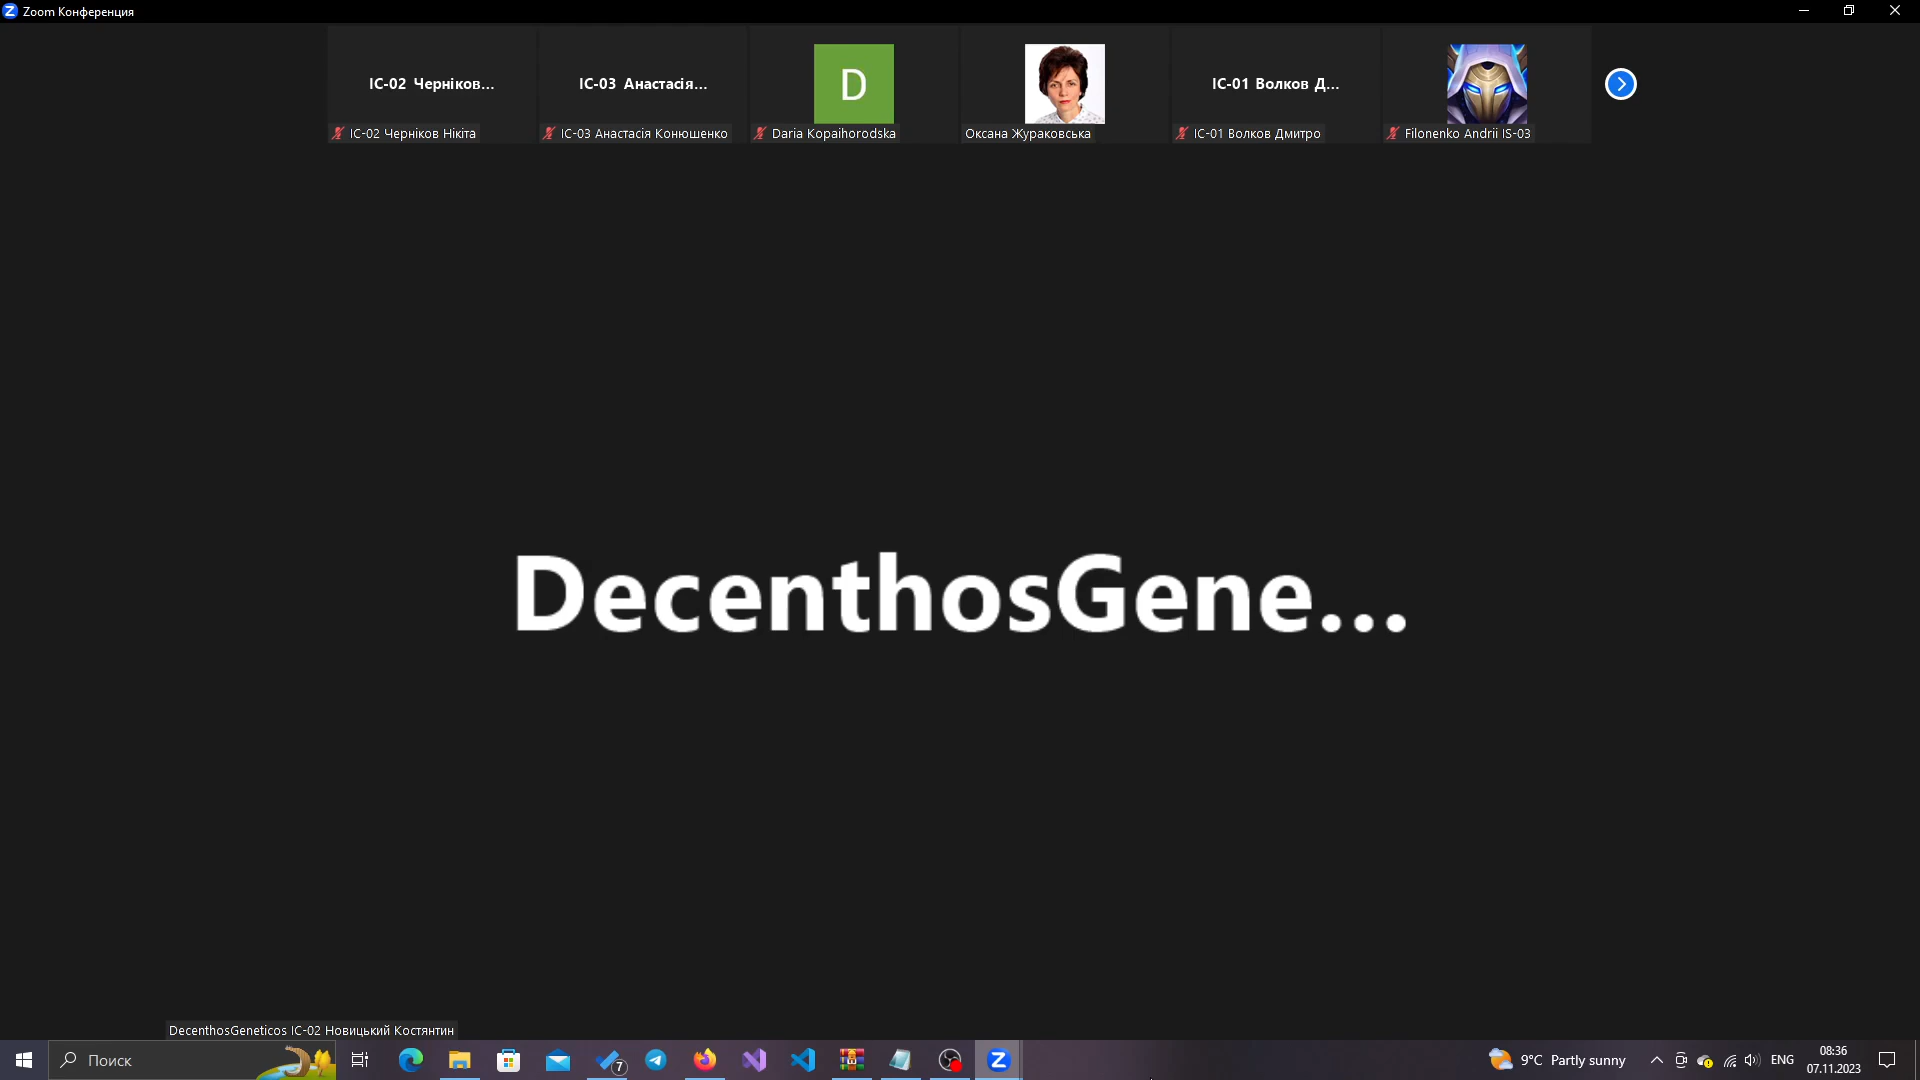 Zoom Конференция
IC-02 Черніков...
IC-03 Анастасія...
D
IC-01 Волков Д...
IC-02 Черніков Нікіта
IC-03 Анастасія Конюшенко
Daria Kopaihorodska
Оксана Жураковська
IC-01 Волков Дмитро
Filonenko Andrii IS-03
DecenthosGene...
DecenthosGeneticos IC-02 Новицький Костянтин
Поиск
7
9°C Partly sunny
ENG
08:36
07.11.2023